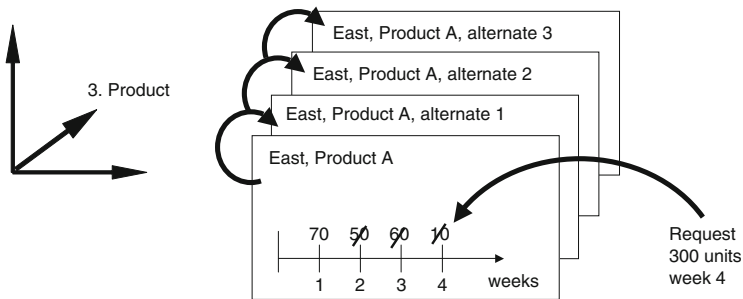 3. Product
East, Product A, alternate 3
East, Product A, alternate 2
East, Product A, alternate 1
East, Product A
70 50 60 10
1 2 3 4 weeks
Request
300 units
week 4